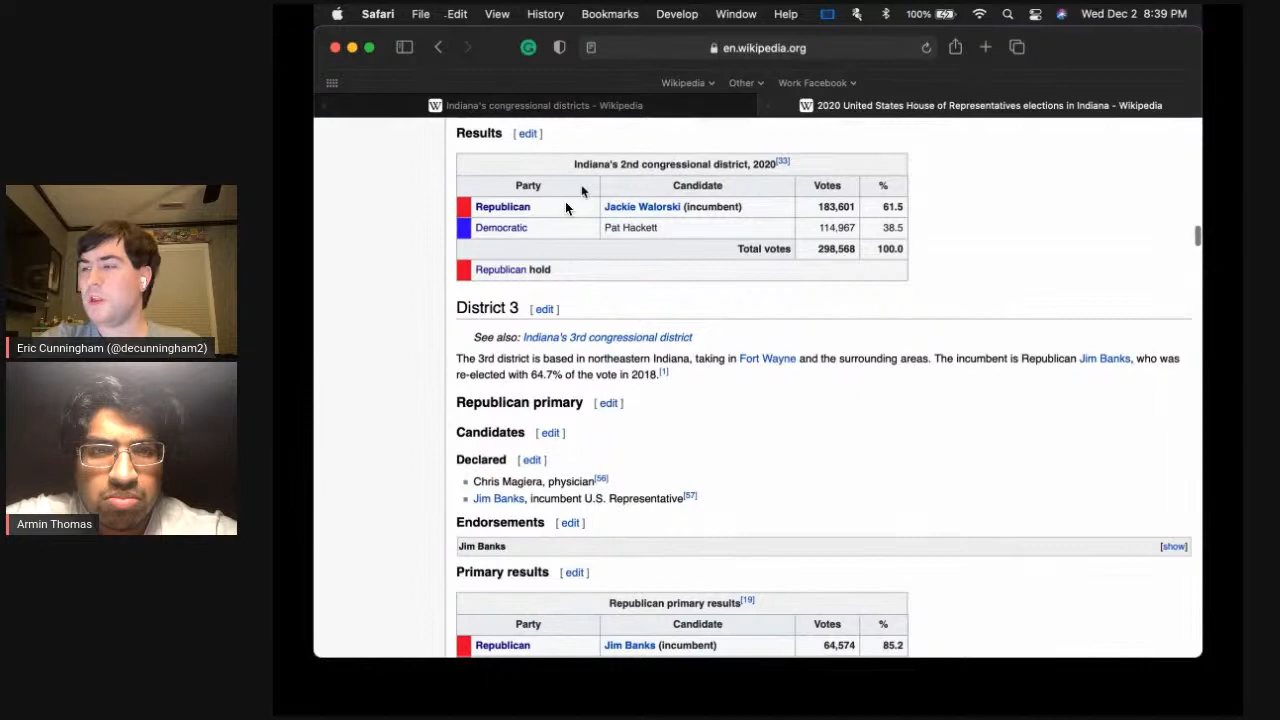 Safari File Edit View History Bookmarks Develop Window Help 100% Wed Dec 2 8:39 PM
en.wikipedia.org
Wikipedia Other Work Facebook
Indiana's congressional districts - Wikipedia
2020 United States House of Representatives elections in Indiana - Wikipedia
Results [ edit ]
Indiana's 2nd congressional district, 2020[33]
Party Candidate Votes %
Republican Jackie Walorski (incumbent) 183,601 61.5
Democratic Pat Hackett 114,967 38.5
Total votes 298,568 100.0
Republican hold
District 3 [ edit ]
See also: Indiana's 3rd congressional district
The 3rd district is based in northeastern Indiana, taking in Fort Wayne and the surrounding areas. The incumbent is Republican Jim Banks, who was
re-elected with 64.7% of the vote in 2018.[1]
Republican primary [ edit ]
Candidates [ edit ]
Declared [ edit ]
Chris Magiera, physician[56]
Jim Banks, incumbent U.S. Representative[57]
Endorsements [ edit ]
Jim Banks [show]
Primary results [ edit ]
Republican primary results[19]
Party Candidate Votes %
Republican Jim Banks (incumbent) 64,574 85.2
Eric Cunningham (@decunningham2)
Armin Thomas